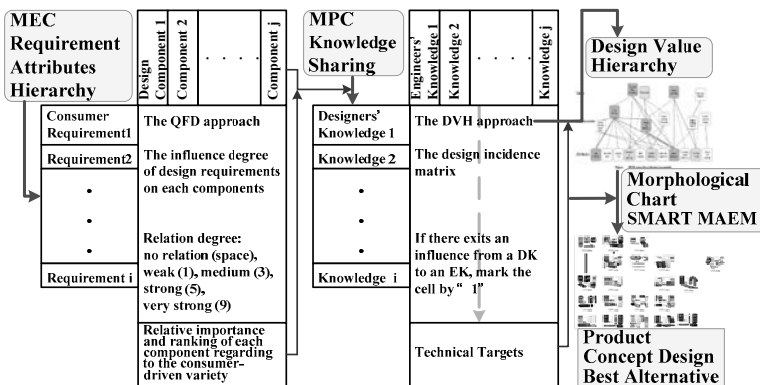 MEC
Requirement
Attributes
Hierarchy
Design
Component 1
Component 2
. . . .
Component j
MPC
Knowledge
Sharing
Engineers'
Knowledge 1
Knowledge 2
. . . .
Knowledge j
Design Value
Hierarchy
Consumer
Requirement1
Requirement2
Requirement i
The QFD approach
The influence degree
of design requirements
on each components
Relation degree:
no relation (space),
weak (1), medium (3),
strong (5),
very strong (9)
Relative importance
and ranking of each
component regarding
to the consumer-
driven variety
Designers'
Knowledge 1
Knowledge 2
Knowledge i
The DVH approach
The design incidence
matrix
If there exits an
influence from a DK
to an EK, mark the
cell by“ 1”
Technical Targets
Morphological
Chart
SMART MAEM
Product
Concept Design
Best Alternative